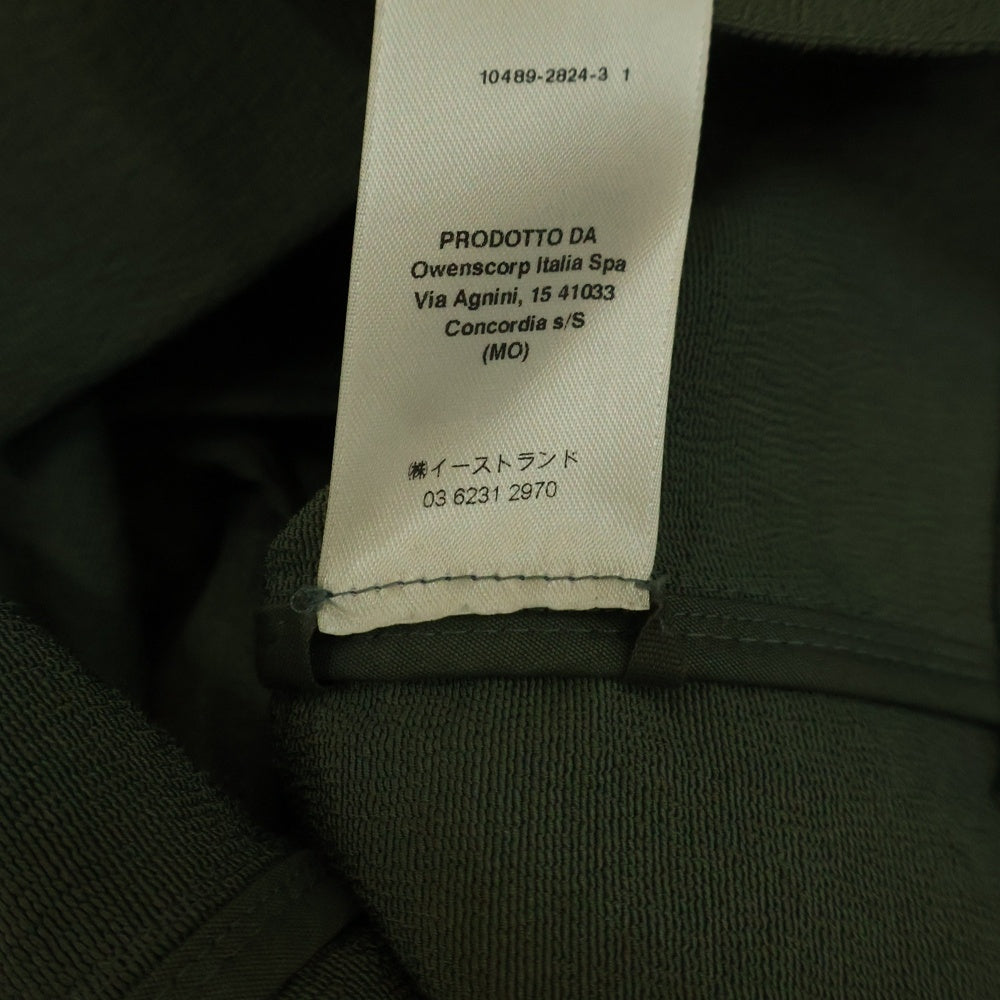 10489-2824-3 1
PRODOTTO DA
Owenscorp Italia Spa
Via Agnini, 15 41033
Concordia s/S
(MO)
㈱イーストランド
03 6231 2970